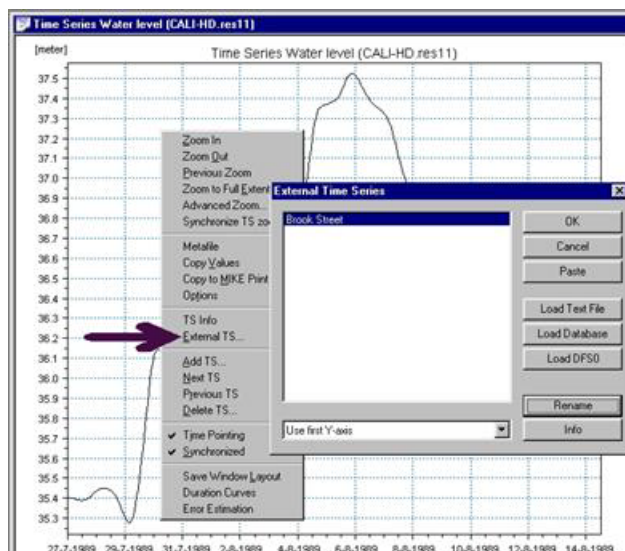 Time Series Water level (CALI-HD.res11)
[meter]
Time Series Water level (CALI-HD.res11)
37.5
37.4
37.3
37.2
37.1
37.0
36.9
36.8
36.7
36.6
36.5
36.4
36.3
36.2
36.1
36.0
35.9
35.8
35.7
35.6
35.5
35.4
35.3
27-7-1989 29-7-1989 31-7-1989 2-8-1989 4-8-1989 6-8-1989 8-8-1989 10-8-1989 12-8-1989 14-8-1989
Zoom In
Zoom Out
Previous Zoom
Zoom to Full Extent
Advanced Zoom...
Synchronize TS zo
Metafile
Copy Values
Copy to MIKE Print
Options
TS Info
External TS...
Add TS...
Next TS
Previous TS
Delete TS...
Time Pointing
Synchronized
Save Window Layout
Duration Curves
Error Estimation
External Time Series
Brook Street
Use first Y-axis
OK
Cancel
Paste
Load Text File
Load Database
Load DFS0
Rename
Info